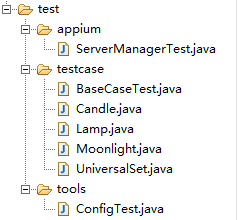 test
appium
ServerManagerTest.java
testcase
BaseCaseTest.java
Candle.java
Lamp.java
Moonlight.java
UniversalSet.java
tools
ConfigTest.java